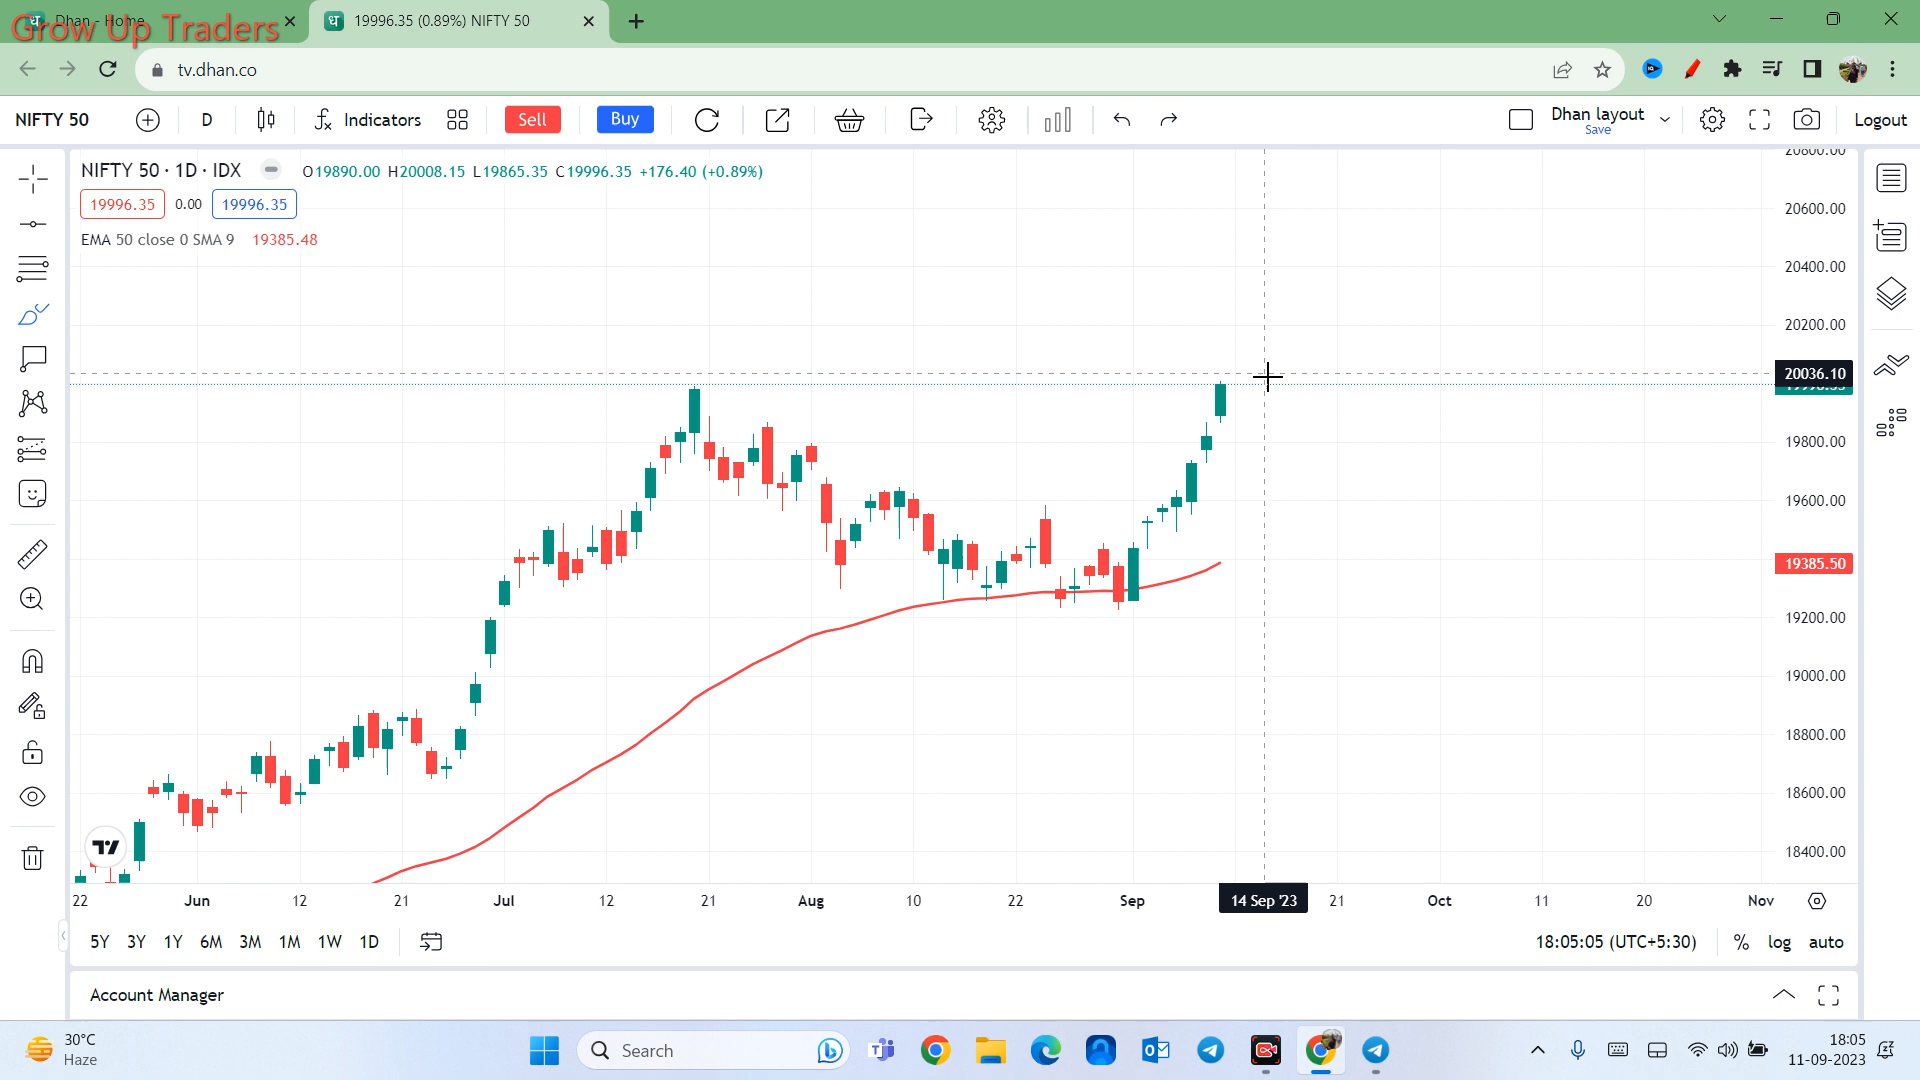 Dhan - Home
Grow Up Traders
19996.35 (0.89%) NIFTY 50
tv.dhan.co
NIFTY 50
D
Indicators
Sell
Buy
Dhan layout
Save
Logout
NIFTY 50 · 1D · IDX
O19890.00 H20008.15 L19865.35 C19996.35 +176.40 (+0.89%)
19996.35
0.00
19996.35
EMA 50 close 0 SMA 9 19385.48
20800.00
20600.00
20400.00
20200.00
20036.10
19996.35
19800.00
19600.00
19385.50
19200.00
19000.00
18800.00
18600.00
18400.00
22 Jun 12 21 Jul 12 21 Aug 10 22 Sep 14 Sep '23 21 Oct 11 20 Nov
5Y 3Y 1Y 6M 3M 1M 1W 1D
18:05:05 (UTC+5:30) % log auto
Account Manager
30°C
Haze
Search
18:05
11-09-2023